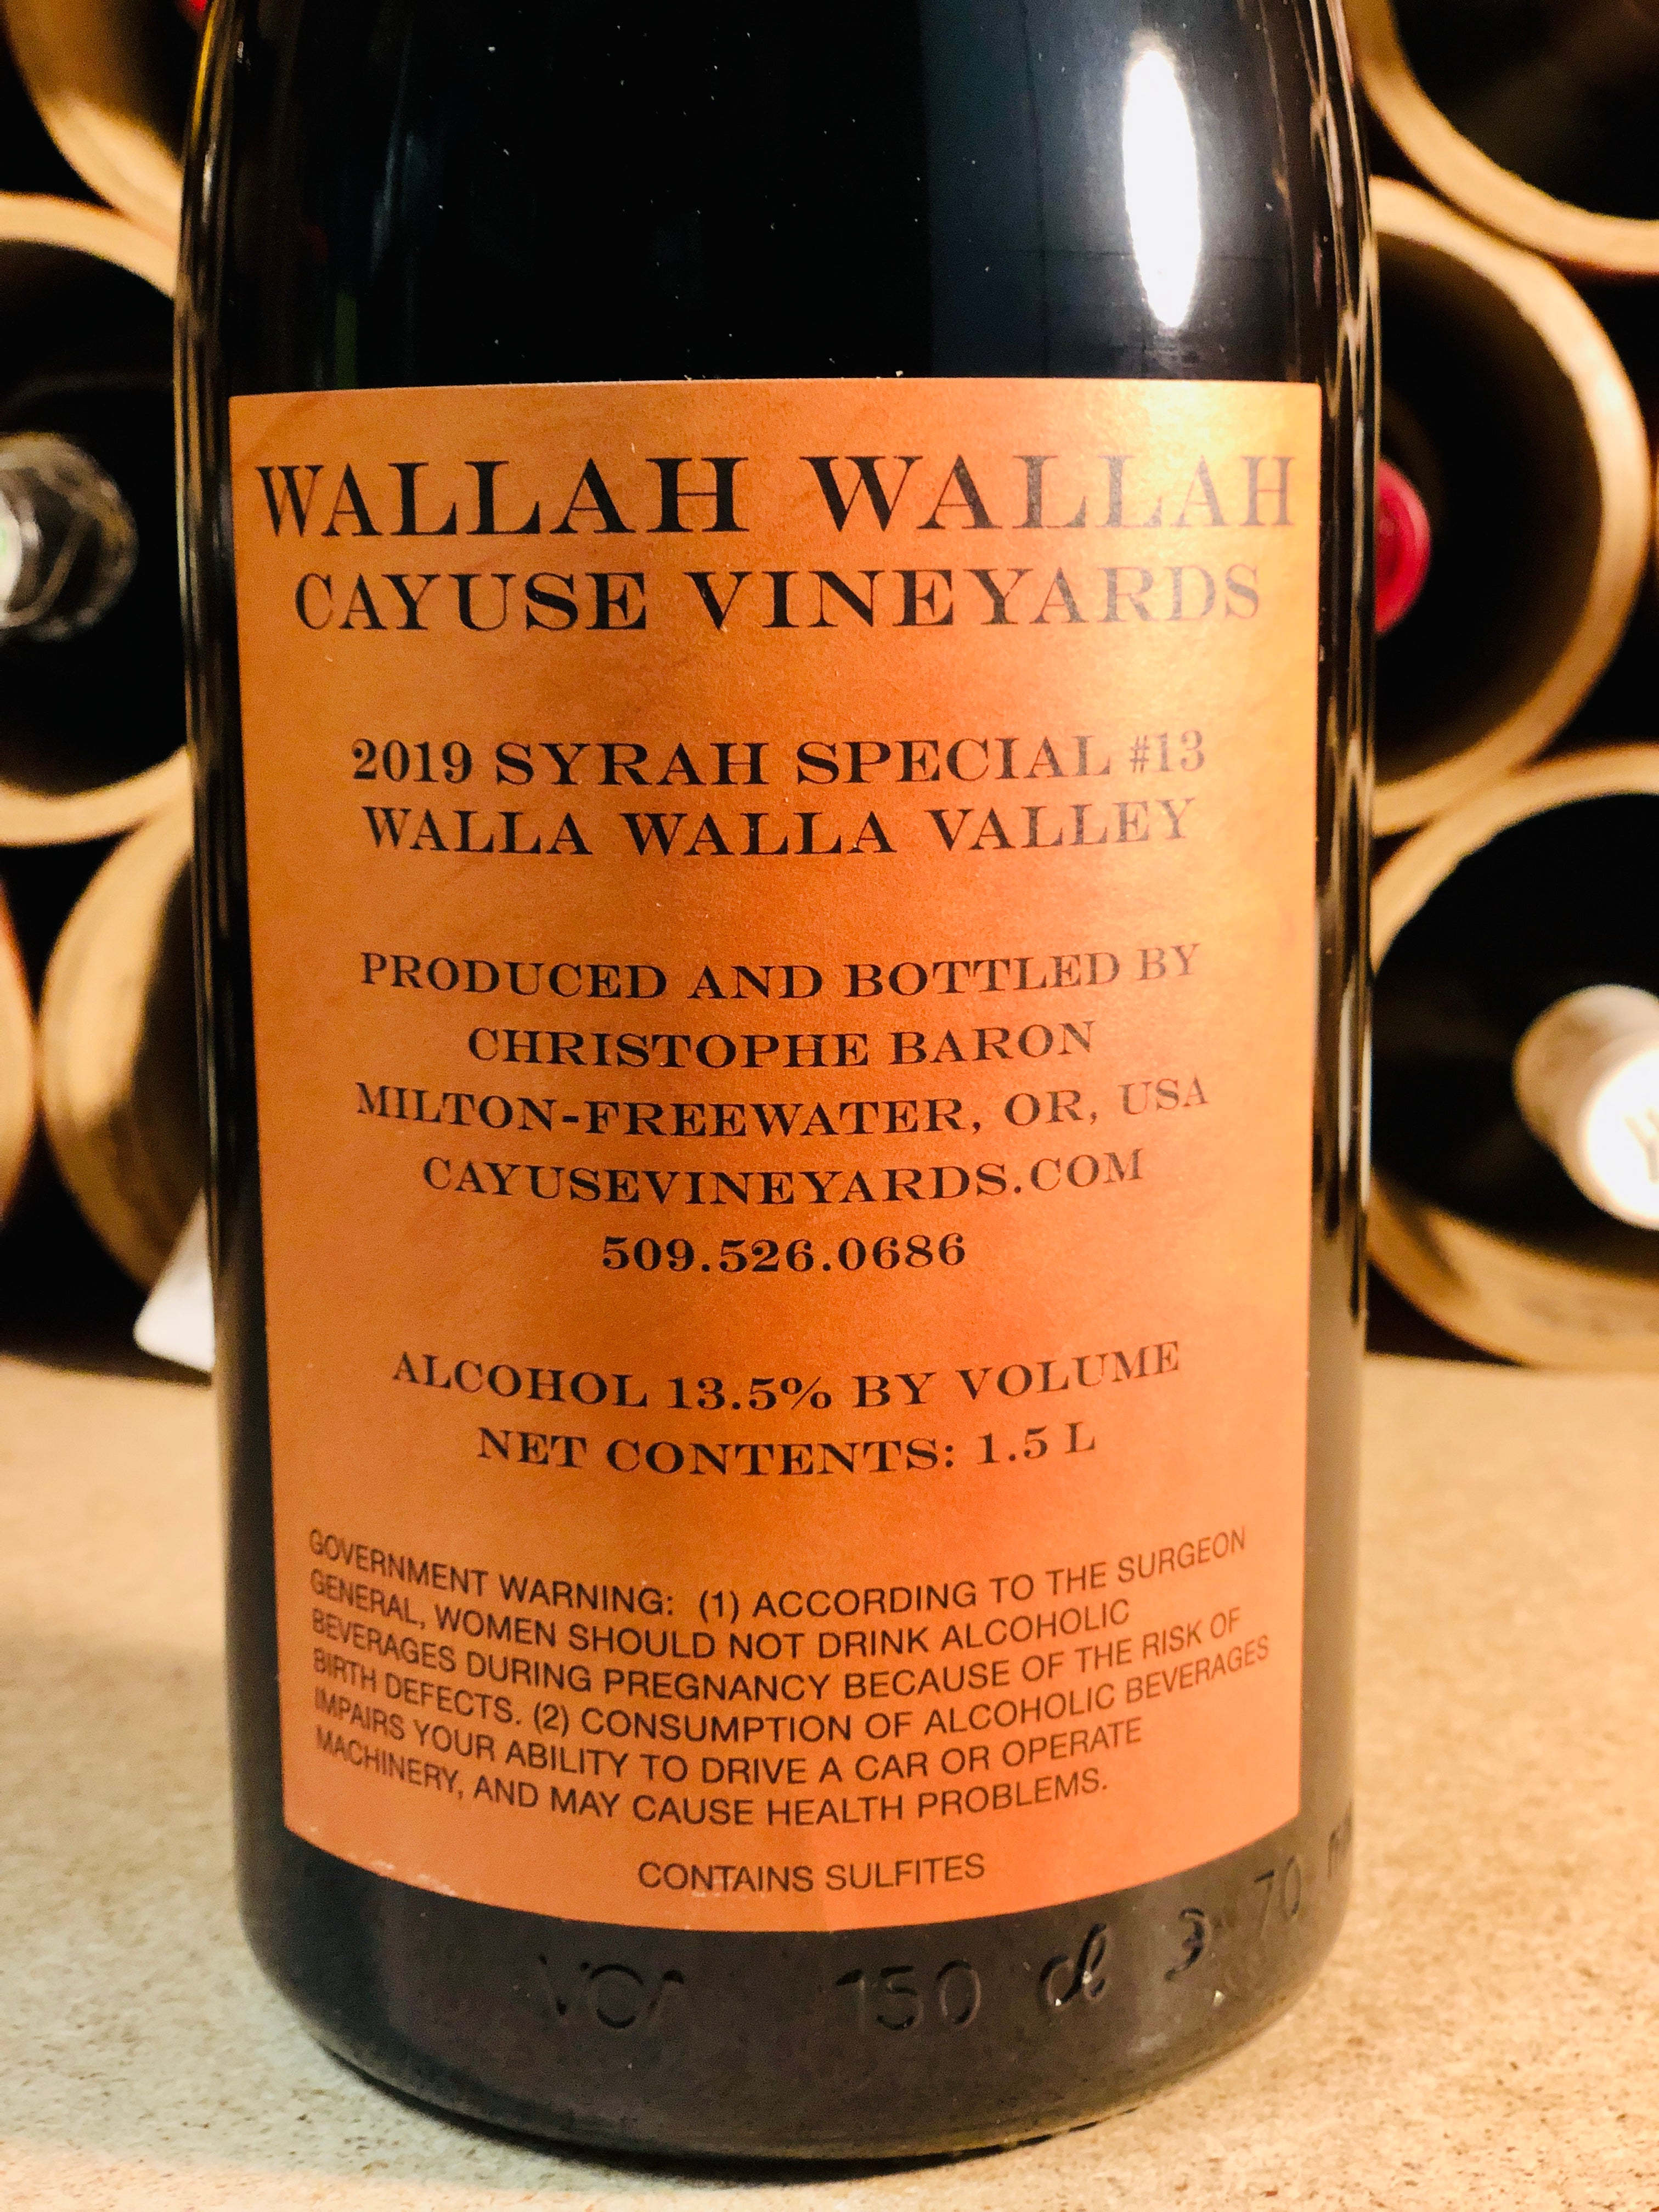 WALLAH WALLAH
CAYUSE VINEYARDS
2019 SYRAH SPECIAL #13
WALLA WALLA VALLEY
PRODUCED AND BOTTLED BY
CHRISTOPHE BARON
MILTON-FREEWATER, OR, USA
CAYUSEVINEYARDS.COM
509.526.0686
ALCOHOL 13.5% BY VOLUME
NET CONTENTS: 1.5 L
GOVERNMENT WARNING: (1) ACCORDING TO THE SURGEON
GENERAL, WOMEN SHOULD NOT DRINK ALCOHOLIC
BEVERAGES DURING PREGNANCY BECAUSE OF THE RISK OF
BIRTH DEFECTS. (2) CONSUMPTION OF ALCOHOLIC BEVERAGES
IMPAIRS YOUR ABILITY TO DRIVE A CAR OR OPERATE
MACHINERY, AND MAY CAUSE HEALTH PROBLEMS.
CONTAINS SULFITES
150 cl 70